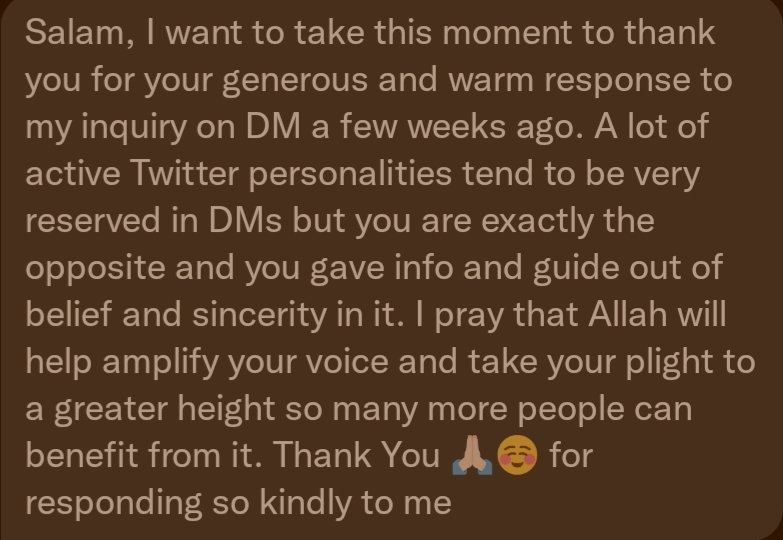 Salam, I want to take this moment to thank
you for your generous and warm response to
my inquiry on DM a few weeks ago. A lot of
active Twitter personalities tend to be very
reserved in DMs but you are exactly the
opposite and you gave info and guide out of
belief and sincerity in it. I pray that Allah will
help amplify your voice and take your plight to
a greater height so many more people can
benefit from it. Thank You 🙏🏽☺️ for
responding so kindly to me